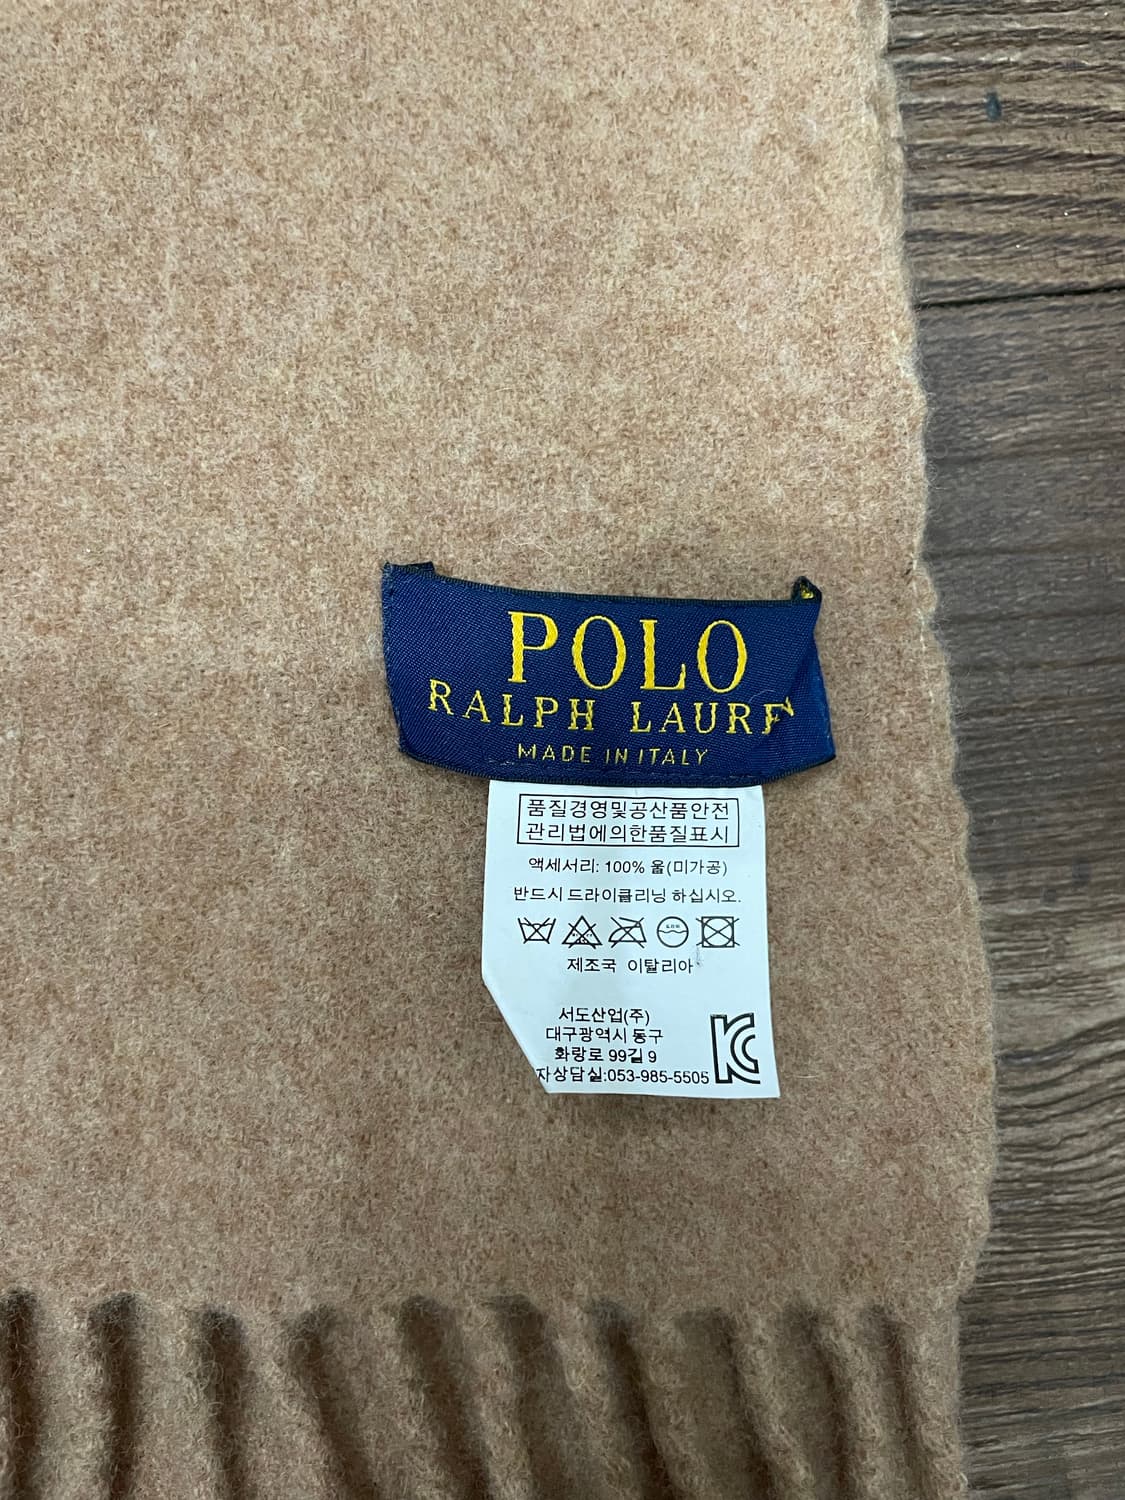 POLO
RALPH LAURE
MADE IN ITALY
품질경영및공산품안전
관리법에의한품질표시
액세서리: 100% 울(미가공)
반드시 드라이클리닝 하십시오.
제조국 이탈리아
서도산업(주)
대구광역시 동구
화랑로 99길 9
자상담실:053-985-5505